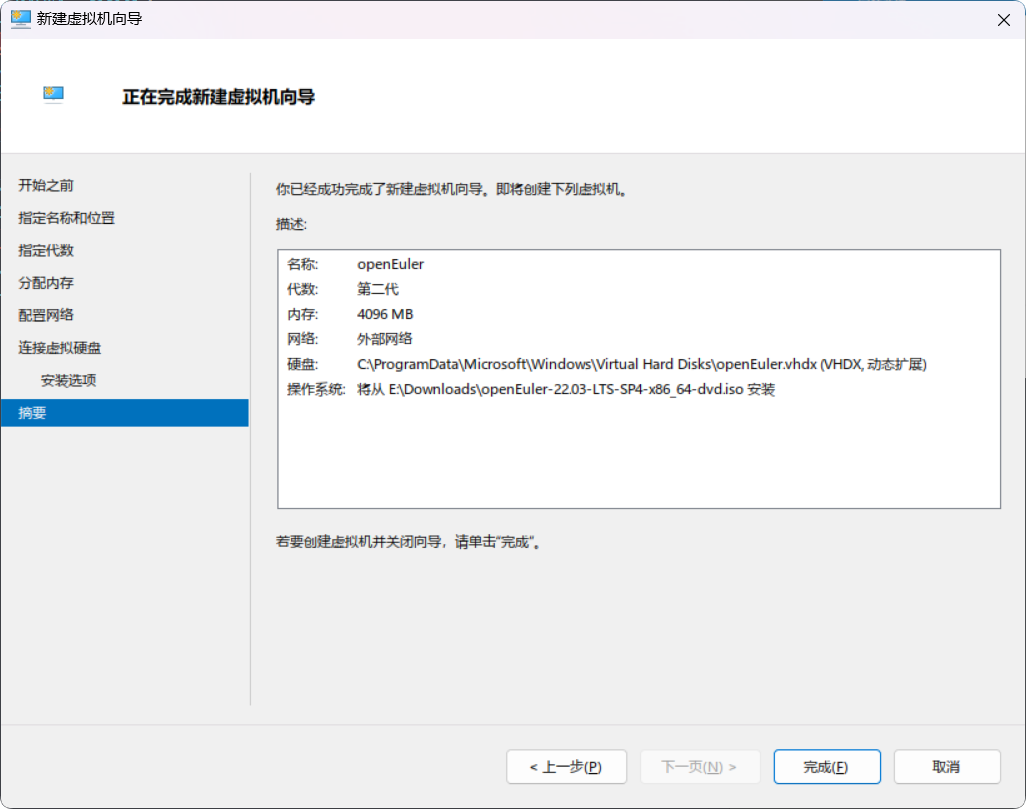 新建虚拟机向导
正在完成新建虚拟机向导
开始之前
指定名称和位置
指定代数
分配内存
配置网络
连接虚拟硬盘
安装选项
摘要
你已经成功完成了新建虚拟机向导。即将创建下列虚拟机。
描述:
名称: openEuler
代数: 第二代
内存: 4096 MB
网络: 外部网络
硬盘: C:\ProgramData\Microsoft\Windows\Virtual Hard Disks\openEuler.vhdx (VHDX, 动态扩展)
操作系统: 将从 E:\Downloads\openEuler-22.03-LTS-SP4-x86_64-dvd.iso 安装
若要创建虚拟机并关闭向导，请单击“完成”。
< 上一步(P) 下一页(N) > 完成(F) 取消